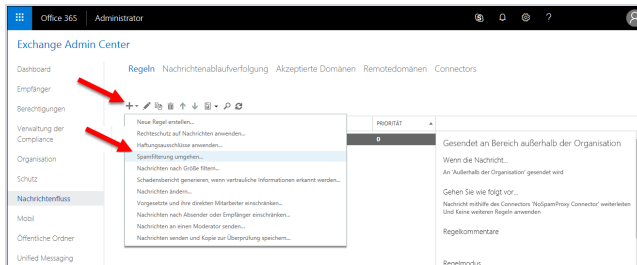 Office 365
Administrator
?
Exchange Admin Center
Dashboard
Empfänger
Berechtigungen
Verwaltung der
Compliance
Organisation
Schutz
Nachrichtenfluss
Mobil
Öffentliche Ordner
Unified Messaging
Regeln Nachrichtenablaufverfolgung Akzeptierte Domänen Remotedomänen Connectors
Neue Regel erstellen...
Rechteschutz auf Nachrichten anwenden...
Haftungsausschlüsse anwenden...
Spamfilterung umgehen...
Nachrichten nach Größe filtern...
Schadensbericht generieren, wenn vertrauliche Informationen erkannt werden...
Nachrichten ändern...
Vorgesetzte und ihre direkten Mitarbeiter einschränken...
Nachrichten nach Absender oder Empfänger einschränken...
Nachrichten an einen Moderator senden...
Nachrichten senden und Kopie zur Überprüfung speichern...
PRIORITÄT
0
Gesendet an Bereich außerhalb der Organisation
Wenn die Nachricht...
An 'Außerhalb der Organisation' gesendet wird
Gehen Sie wie folgt vor...
Nachricht mithilfe des Connectors 'NoSpamProxy Connector' weiterleiten
Und Keine weiteren Regeln anwenden
Regelkommentare
Regelmodus